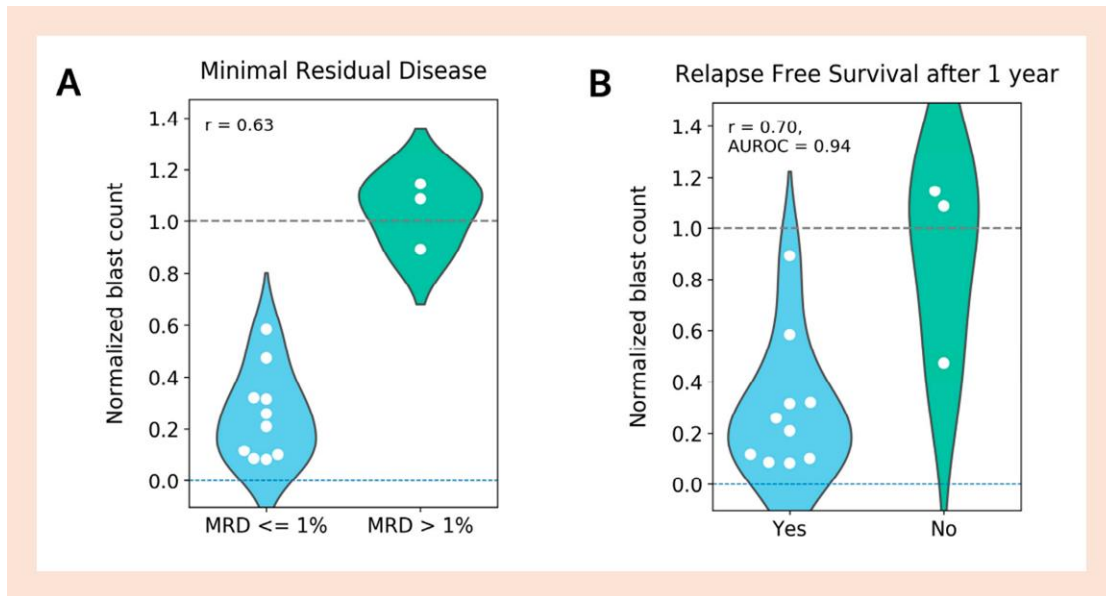 A
Minimal Residual Disease
r = 0.63
Normalized blast count
1.4
1.2
1.0
0.8
0.6
0.4
0.2
0.0
MRD <= 1%
MRD > 1%
B
Relapse Free Survival after 1 year
r = 0.70,
AUROC = 0.94
Normalized blast count
1.4
1.2
1.0
0.8
0.6
0.4
0.2
0.0
Yes
No